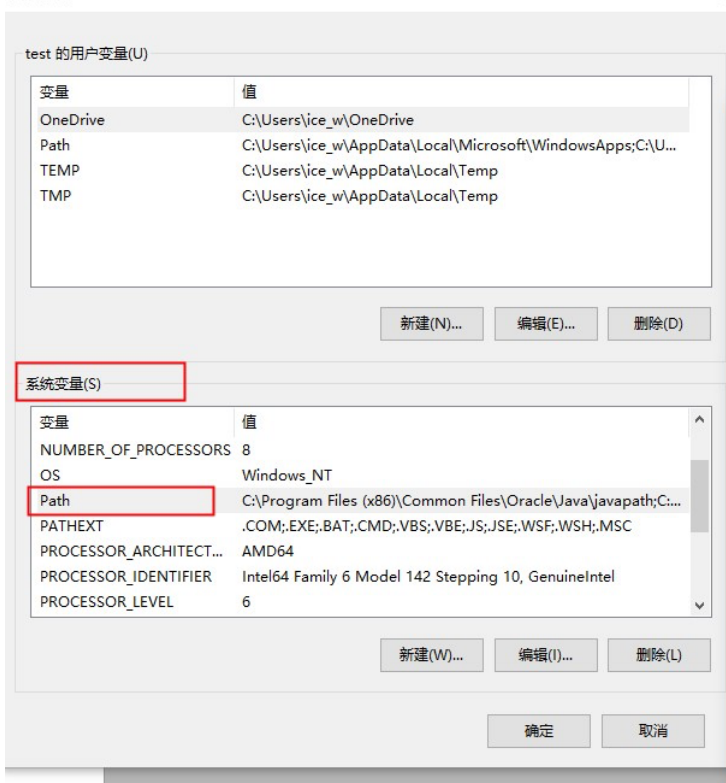 test 的用户变量(U)
变量 值
OneDrive C:\Users\ice_w\OneDrive
Path C:\Users\ice_w\AppData\Local\Microsoft\WindowsApps;C:\U...
TEMP C:\Users\ice_w\AppData\Local\Temp
TMP C:\Users\ice_w\AppData\Local\Temp
新建(N)... 编辑(E)... 删除(D)
系统变量(S)
变量 值
NUMBER_OF_PROCESSORS 8
OS Windows_NT
Path C:\Program Files (x86)\Common Files\Oracle\Java\javapath;C:...
PATHEXT .COM;.EXE;.BAT;.CMD;.VBS;.VBE;.JS;.JSE;.WSF;.WSH;.MSC
PROCESSOR_ARCHITECT... AMD64
PROCESSOR_IDENTIFIER Intel64 Family 6 Model 142 Stepping 10, GenuineIntel
PROCESSOR_LEVEL 6
新建(W)... 编辑(I)... 删除(L)
确定 取消